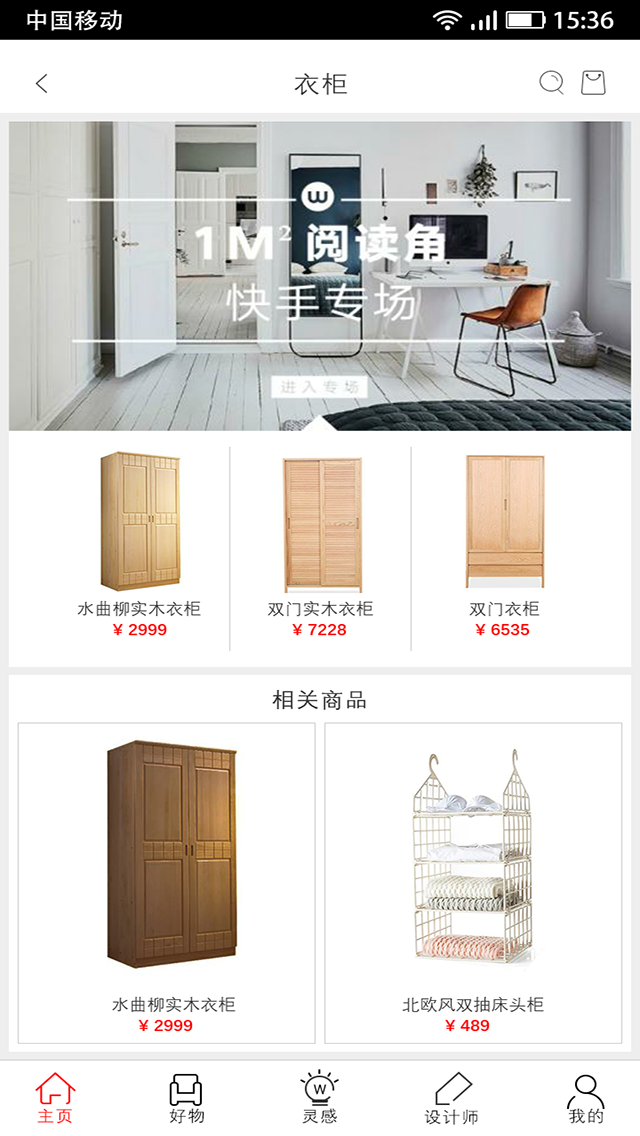 中国移动 15:36
衣柜
W
1M² 阅读角
快手专场
进入专场
水曲柳实木衣柜 双门实木衣柜 双门衣柜
¥ 2999 ¥ 7228 ¥ 6535
相关商品
水曲柳实木衣柜 北欧风双抽床头柜
¥ 2999 ¥ 489
W
主页 好物 灵感 设计师 我的